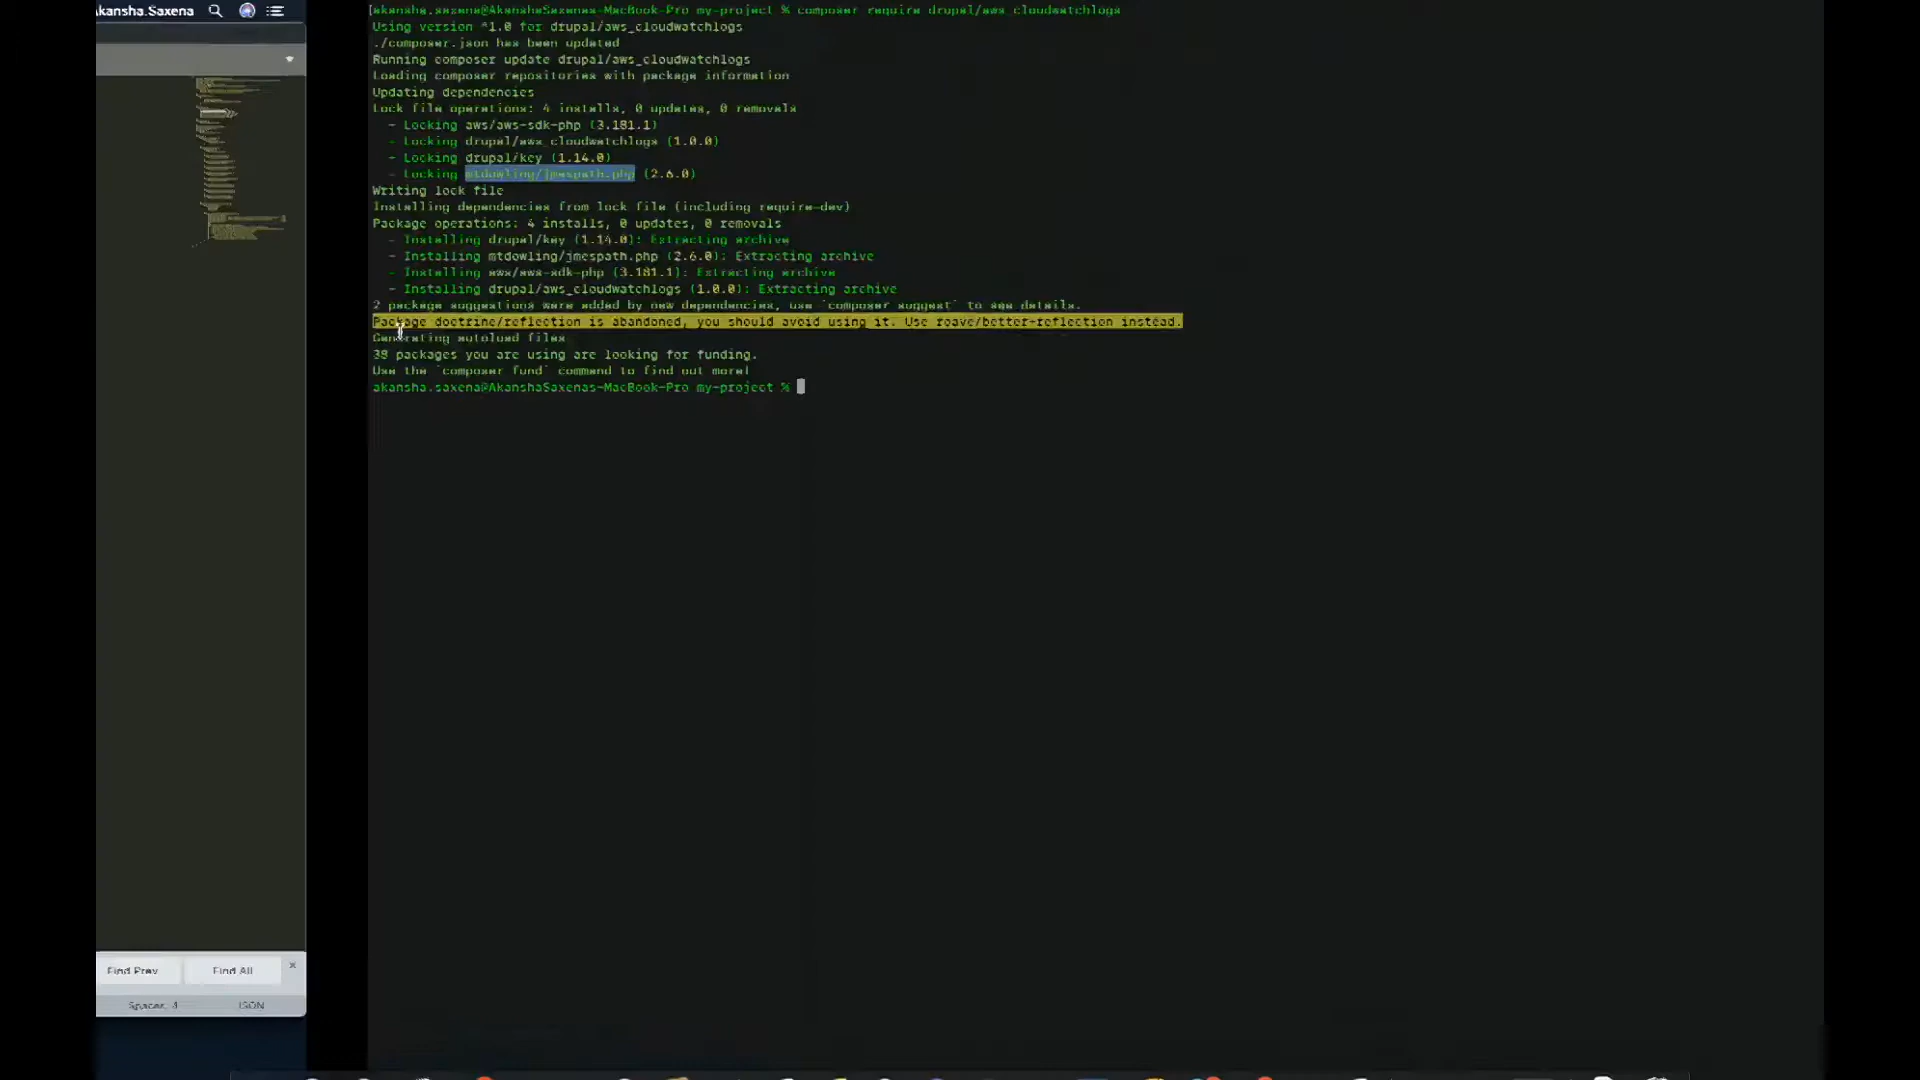 kansha.Saxena
[akansha.saxena@AkanshaSaxenas-MacBook-Pro my-project % composer require drupal/aws_cloudwatchlogs
Using version ^1.0 for drupal/aws_cloudwatchlogs
./composer.json has been updated
Running composer update drupal/aws_cloudwatchlogs
Loading composer repositories with package information
Updating dependencies
Lock file operations: 4 installs, 0 updates, 0 removals
- Locking aws/aws-sdk-php (3.181.1)
- Locking drupal/aws_cloudwatchlogs (1.0.0)
- Locking drupal/key (1.14.0)
- Locking mtdowling/jmespath.php (2.6.0)
Writing lock file
Installing dependencies from lock file (including require-dev)
Package operations: 4 installs, 0 updates, 0 removals
- Installing drupal/key (1.14.0): Extracting archive
- Installing mtdowling/jmespath.php (2.6.0): Extracting archive
- Installing aws/aws-sdk-php (3.181.1): Extracting archive
- Installing drupal/aws_cloudwatchlogs (1.0.0): Extracting archive
2 package suggestions were added by new dependencies, use `composer suggest` to see details.
Package doctrine/reflection is abandoned, you should avoid using it. Use roave/better-reflection instead.
Generating autoload files
38 packages you are using are looking for funding.
Use the `composer fund` command to find out more!
akansha.saxena@AkanshaSaxenas-MacBook-Pro my-project %
Find Prev
Find All
Spaces: 4
JSON